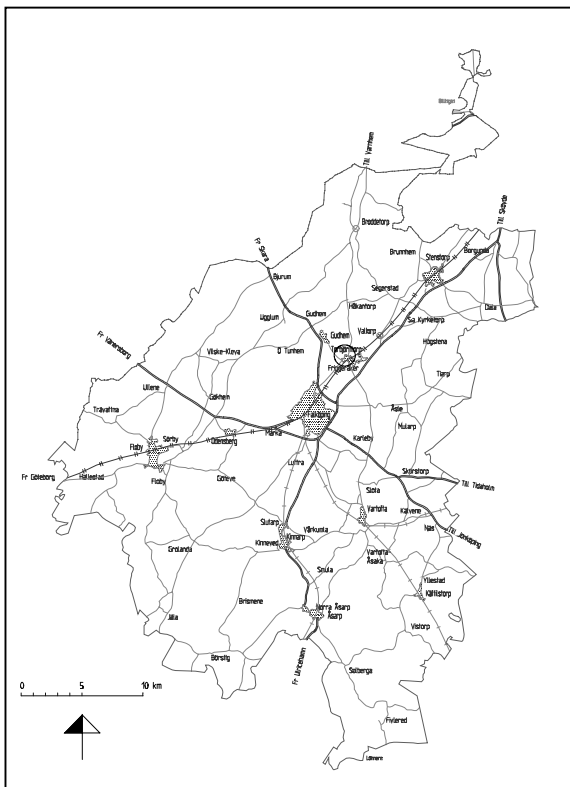 Till Varnhem
Till Skövde
Broddetorp
Brunnhem
Stenstorp
Borgunda
Fr Skara
Bjurum
Segerstad
Håkantorp
Dala
Ugglum
Gudhem
Sa Kyrketorp
Valtorp
Gudhem
Högstena
Torbjörntorp
Fr Vänersborg
Vilske-Kleva
Ö Tunhem
Friggeråker
Tiarp
Ullene
Gökhem
Trävattna
Falköping
Åsle
Mularp
Sörby
Marka
Floby
Odensberg
Karleby
Luttra
Fr Göteborg
Hällestad
Floby
Göteve
Skörstorp
Till Tidaholm
Slöta
Vartofta
Kälvene
Slutarp
Vårkumla
Näs
Till Jönköping
Kinnarp
Kinneved
Grolanda
Vartofta
Åsaka
Smula
Yllestad
Kättilstorp
Brismene
Norra Åsarp
Åsarp
Jäla
Vistorp
Börstig
Fr Ulricehamn
Solberga
0 5 10 km
Fivlered